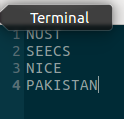 Terminal
1 NUST
2 SEECS
3 NICE
4 PAKISTAN